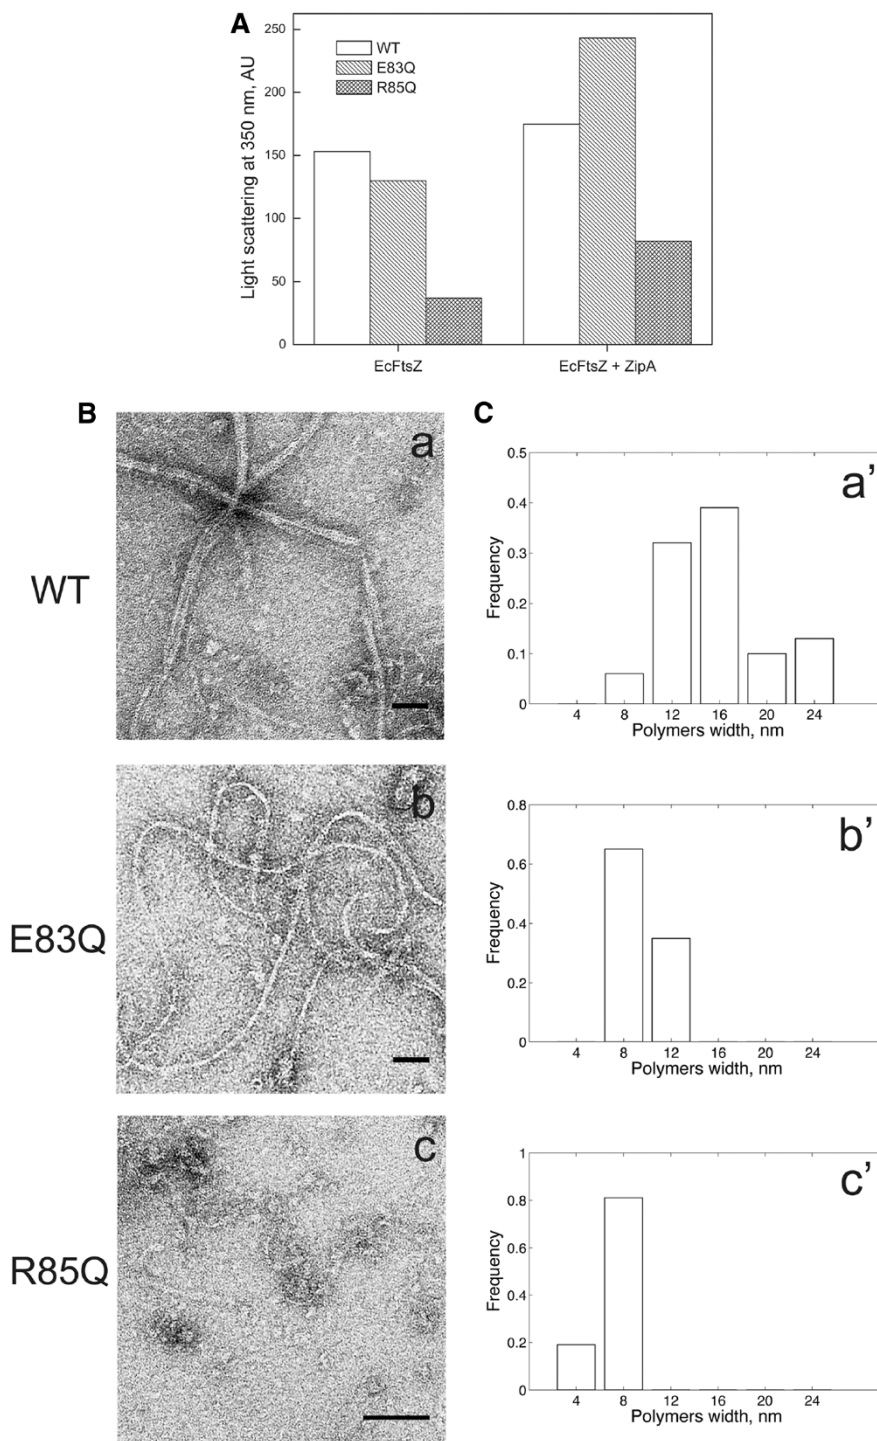 A
Light scattering at 350 nm, AU
250
200
150
100
50
0
WT
E83Q
R85Q
EcFtsZ
EcFtsZ + ZipA
B
C
WT
a
a’
Frequency
0.5
0.4
0.3
0.2
0.1
0
4 8 12 16 20 24
Polymers width, nm
E83Q
b
b’
Frequency
0.8
0.6
0.4
0.2
0
4 8 12 16 20 24
Polymers width, nm
R85Q
c
c’
Frequency
1
0.8
0.6
0.4
0.2
0
4 8 12 16 20 24
Polymers width, nm